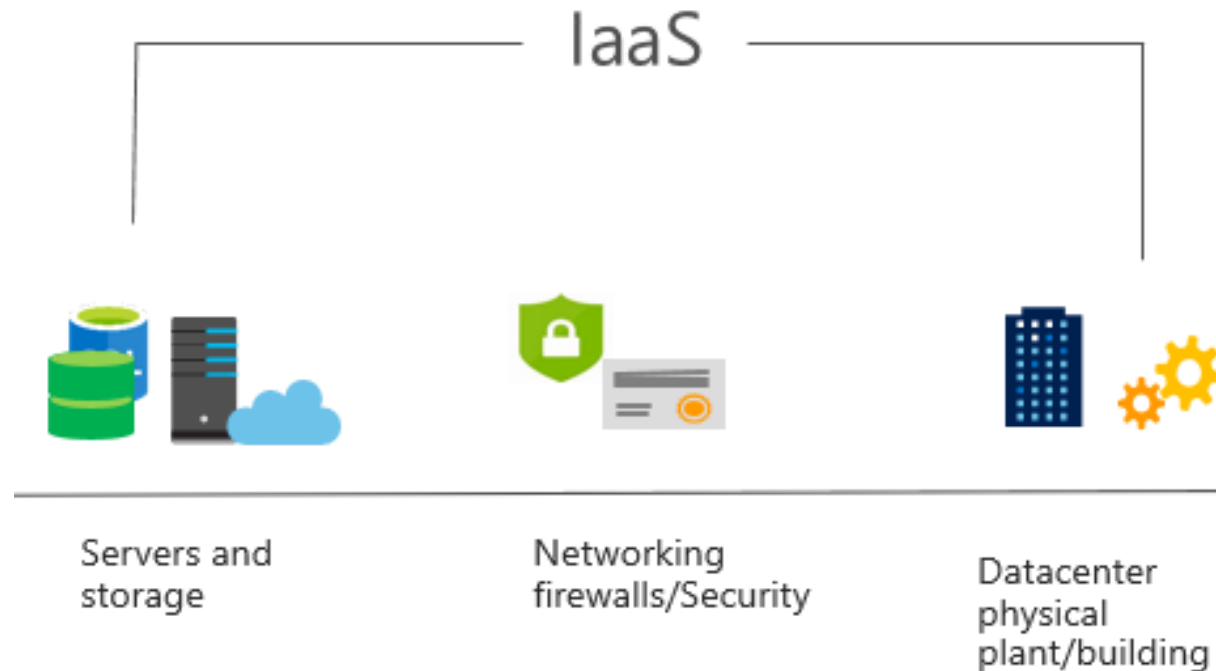 IaaS
Servers and
storage
Networking
firewalls/Security
Datacenter
physical
plant/building